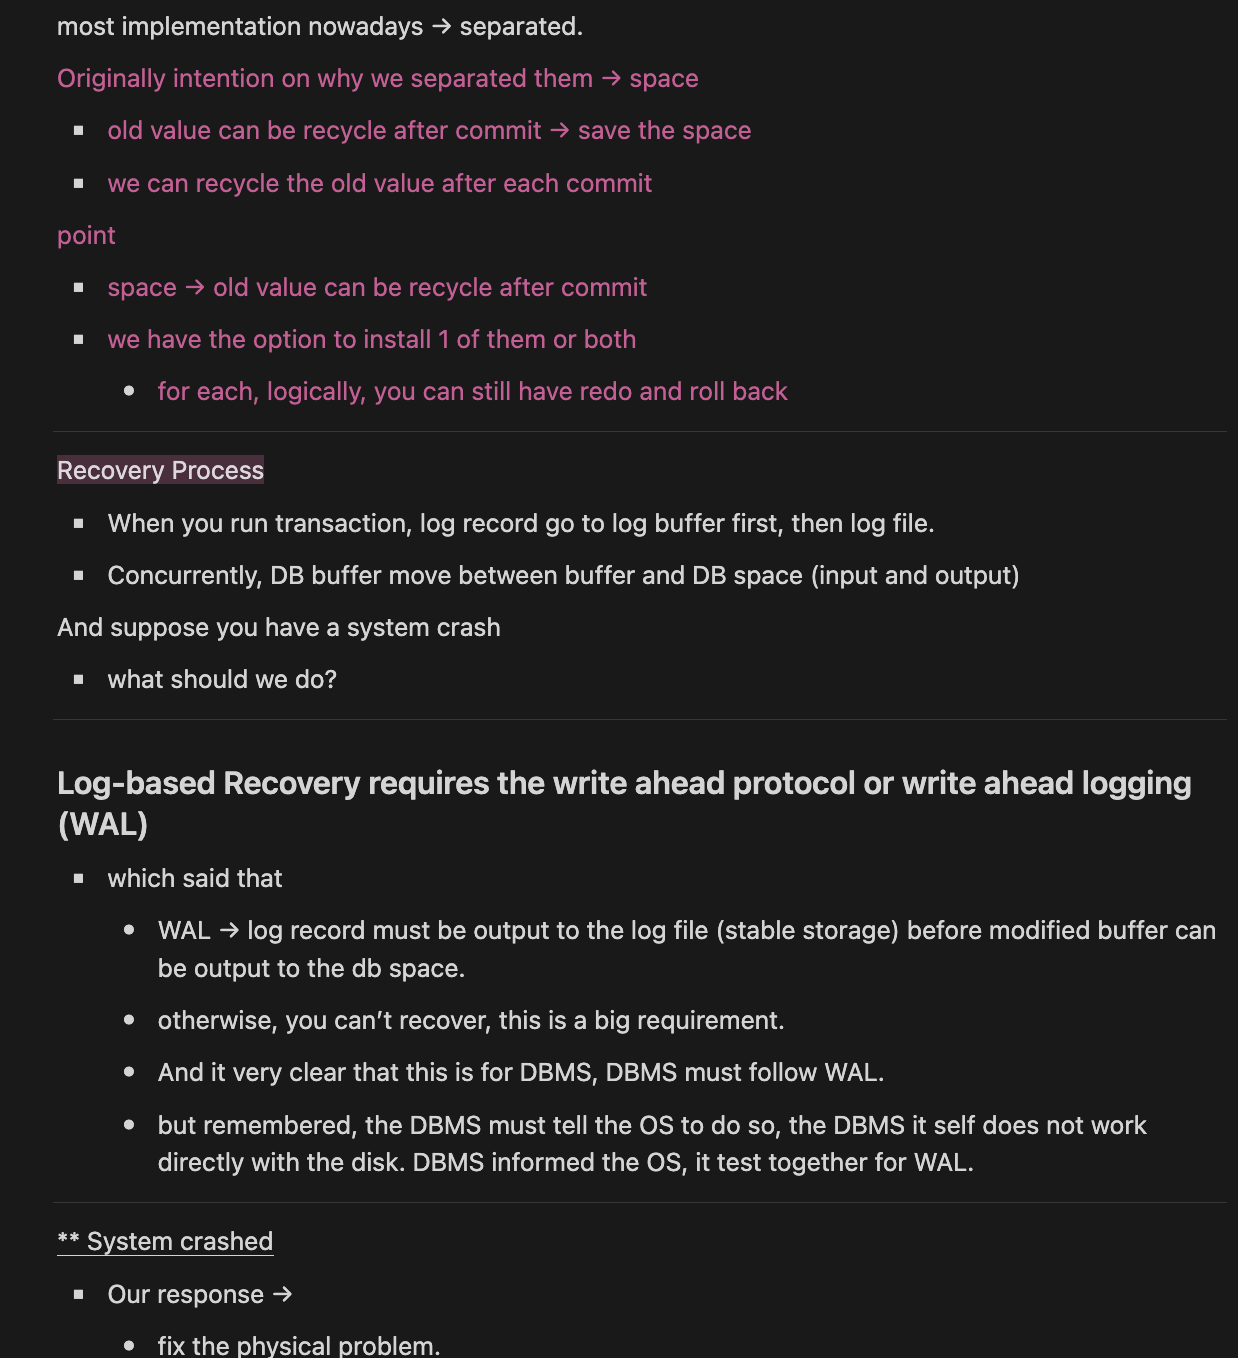 most implementation nowadays → separated.
Originally intention on why we separated them → space
▪ old value can be recycle after commit → save the space
▪ we can recycle the old value after each commit
point
▪ space → old value can be recycle after commit
▪ we have the option to install 1 of them or both
• for each, logically, you can still have redo and roll back
Recovery Process
▪ When you run transaction, log record go to log buffer first, then log file.
▪ Concurrently, DB buffer move between buffer and DB space (input and output)
And suppose you have a system crash
▪ what should we do?
Log-based Recovery requires the write ahead protocol or write ahead logging
(WAL)
▪ which said that
• WAL → log record must be output to the log file (stable storage) before modified buffer can
be output to the db space.
• otherwise, you can’t recover, this is a big requirement.
• And it very clear that this is for DBMS, DBMS must follow WAL.
• but remembered, the DBMS must tell the OS to do so, the DBMS it self does not work
directly with the disk. DBMS informed the OS, it test together for WAL.
** System crashed
▪ Our response →
• fix the physical problem.